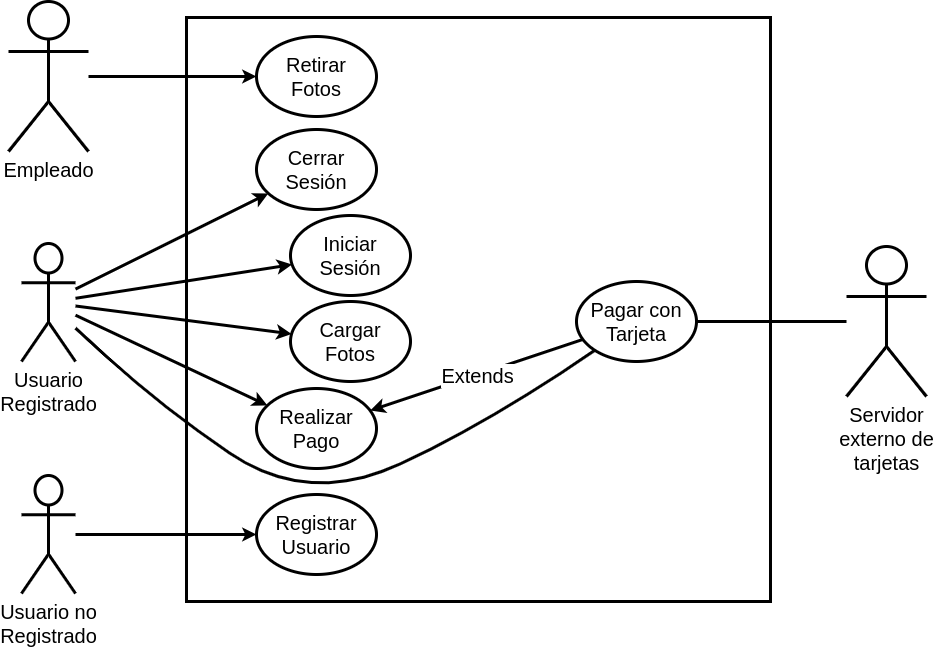 Retirar
Fotos
Empleado
Cerrar
Sesión
Iniciar
Sesión
Cargar
Fotos
Pagar con
Tarjeta
Usuario
Registrado
Extends
Realizar
Pago
Servidor
externo de
tarjetas
Registrar
Usuario
Usuario no
Registrado